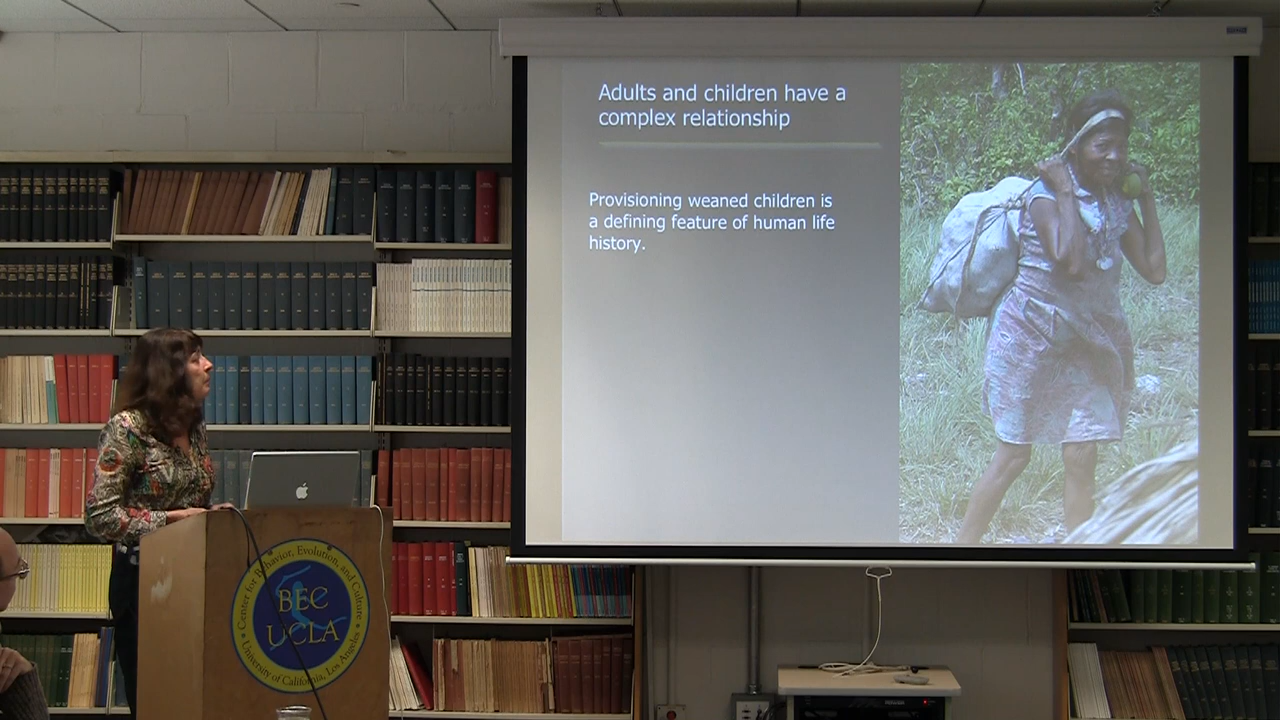 Adults and children have a
complex relationship
Provisioning weaned children is
a defining feature of human life
history.
Center for Behavior, Evolution, and Culture
BEC
UCLA
University of California, Los Angeles